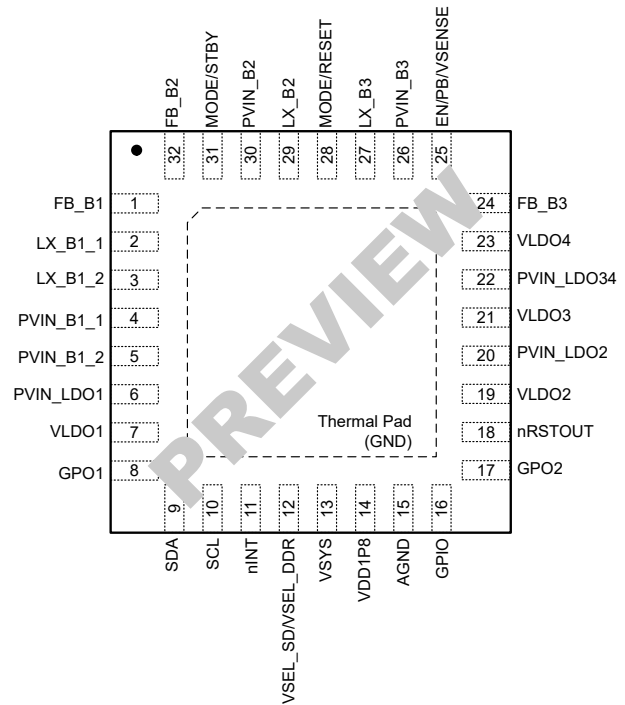 FB_B2
MODE/STBY
PVIN_B2
LX_B2
MODE/RESET
LX_B3
PVIN_B3
EN/PB/VSENSE
32
31
30
29
28
27
26
25
FB_B1 1
LX_B1_1 2
LX_B1_2 3
PVIN_B1_1 4
PVIN_B1_2 5
PVIN_LDO1 6
VLDO1 7
GPO1 8
24 FB_B3
23 VLDO4
22 PVIN_LDO34
21 VLDO3
20 PVIN_LDO2
19 VLDO2
18 nRSTOUT
17 GPO2
PREVIEW
Thermal Pad
(GND)
9
10
11
12
13
14
15
16
SDA
SCL
nINT
VSEL_SD/VSEL_DDR
VSYS
VDD1P8
AGND
GPIO